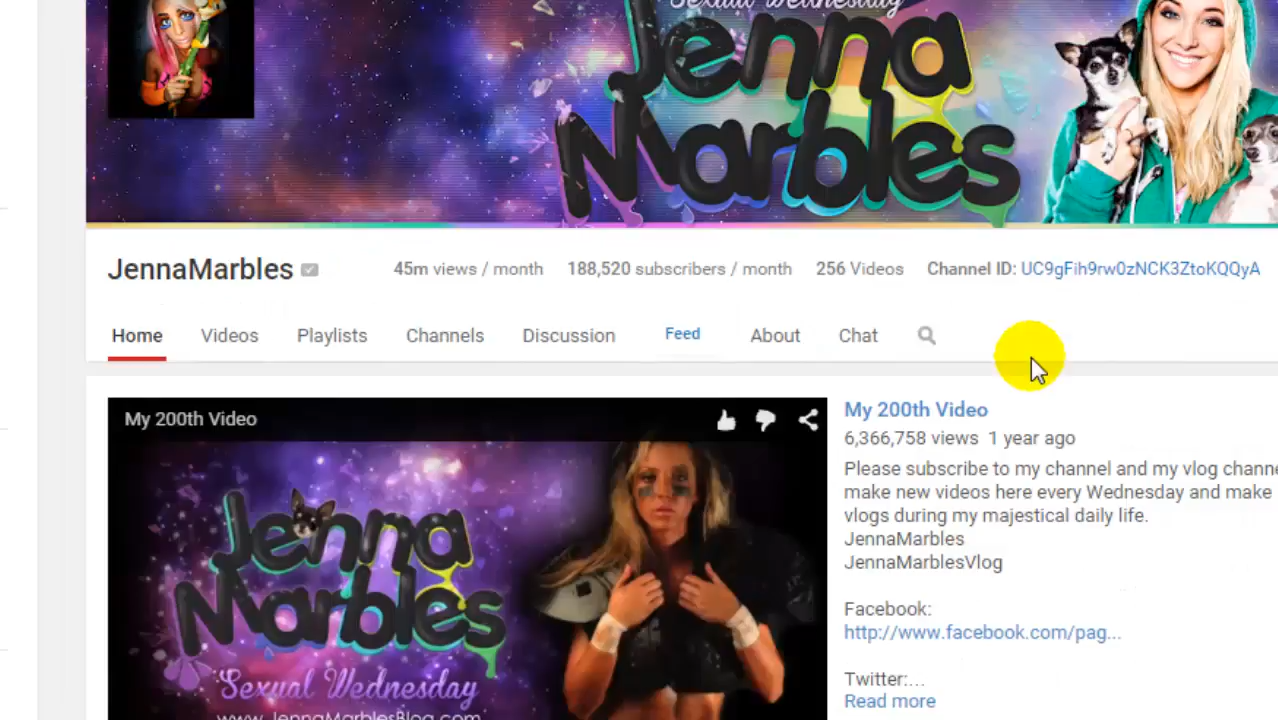 Sexual Wednesday
Jenna
Marbles
JennaMarbles
45m views / month 188,520 subscribers / month 256 Videos Channel ID: UC9gFih9rw0zNCK3ZtoKQQyA
Home Videos Playlists Channels Discussion Feed About Chat
My 200th Video
Jenna
Marbles
Sexual Wednesday
www.JennaMarblesBlog.com
My 200th Video
6,366,758 views 1 year ago
Please subscribe to my channel and my vlog
make new videos here every Wednesday and make
vlogs during my majestical daily life.
JennaMarbles
JennaMarblesVlog
Facebook:
http://www.facebook.com/pag...
Twitter:...
Read more